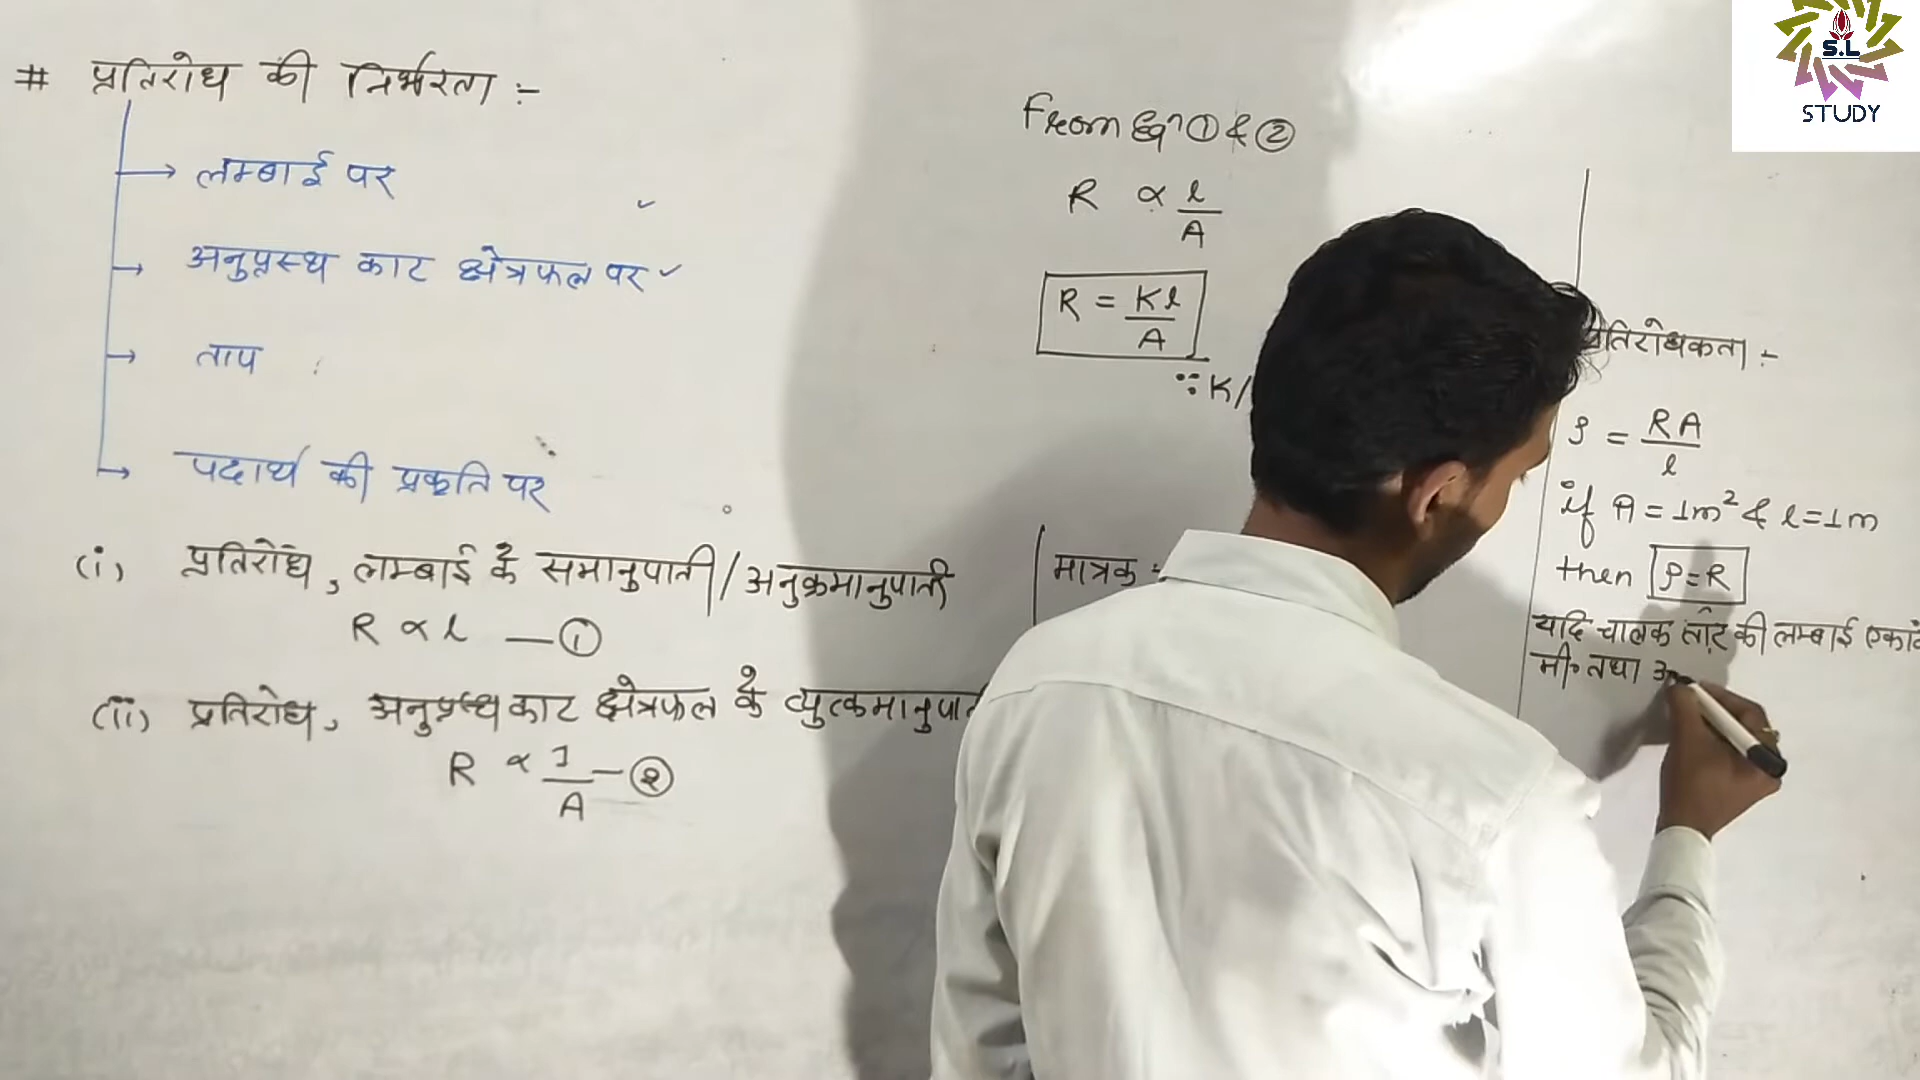 # प्रतिरोध की निर्भरता :-
→ लम्बाई पर
→ अनुप्रस्थ काट क्षेत्रफल पर ✓
→ ताप
→ पदार्थ की प्रकृति पर
(i) प्रतिरोध, लम्बाई के समानुपाती/अनुक्रमानुपाती
R ∝ l —①
(ii) प्रतिरोध, अनुप्रस्थ काट क्षेत्रफल के व्युत्क्रमानुपाती
R ∝ 1/A —②
From Eqⁿ ① & ②
R ∝ l/A
R = Kl/A
∵ K/
मात्रक :
प्रतिरोधकता :-
ρ = RA/l
if A = 1m² & l = 1m
then ρ = R
यदि चालक तार की लम्बाई एकांक
मी॰ तथा
S.L
STUDY